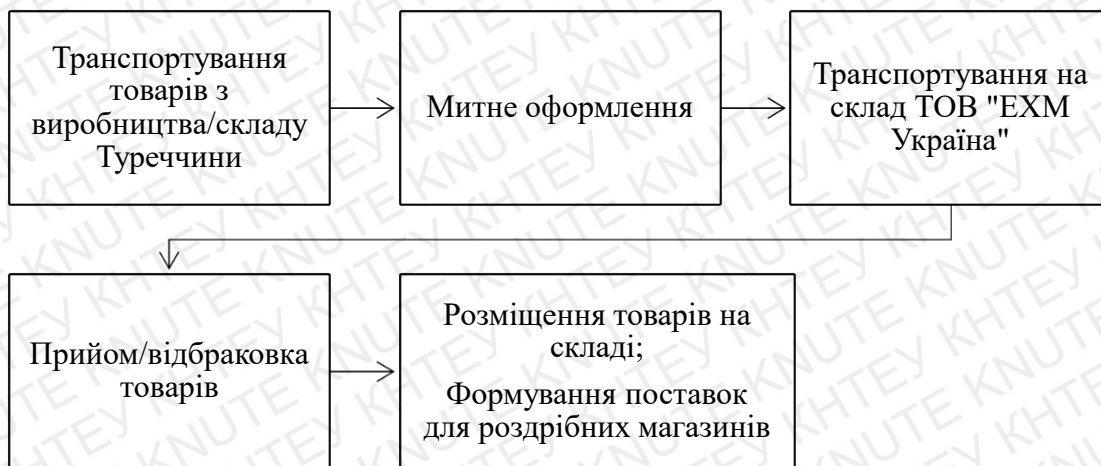 Транспортування
товарів з
виробництва/складу
Туреччини
Митне оформлення
Транспортування на
склад ТОВ "ЕХМ
Україна"
Прийом/відбраковка
товарів
Розміщення товарів на
складі;
Формування поставок
для роздрібних магазинів